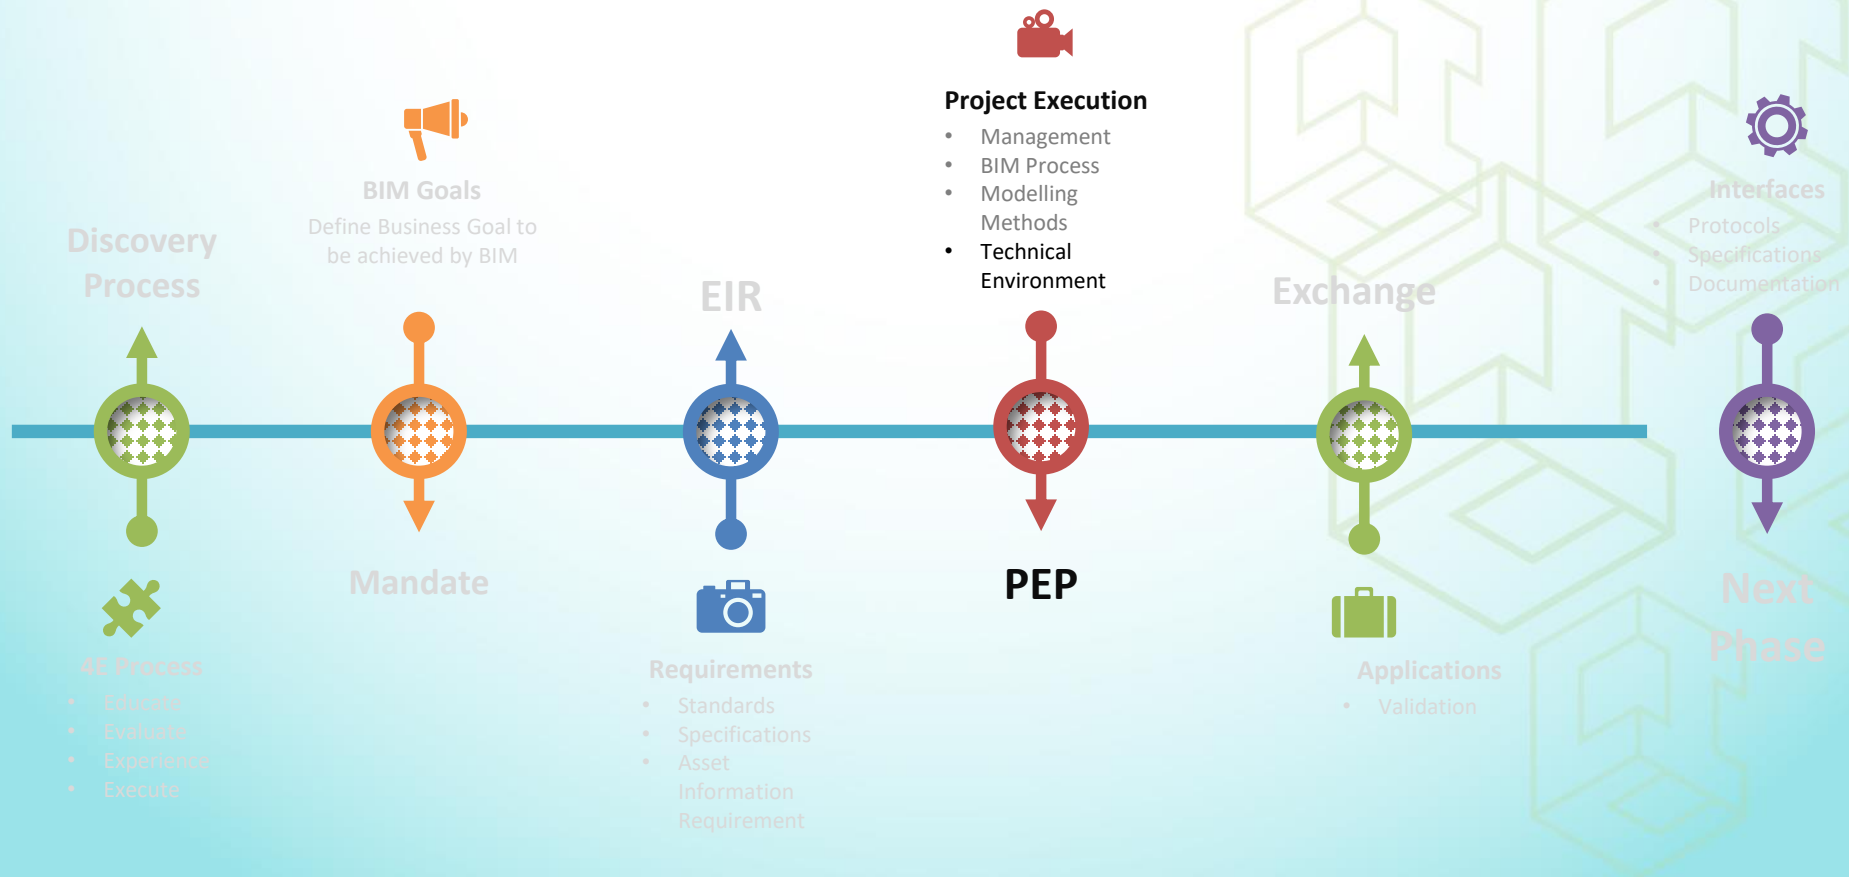 Discovery
Process
4E Process
• Educate
• Evaluate
• Experience
• Execute
BIM Goals
Define Business Goal to
be achieved by BIM
Mandate
EIR
Requirements
• Standards
• Specifications
• Asset
Information
Requirement
Project Execution
• Management
• BIM Process
• Modelling
Methods
• Technical
Environment
PEP
Exchange
Applications
• Validation
Interfaces
• Protocols
• Specifications
• Documentation
Next
Phase